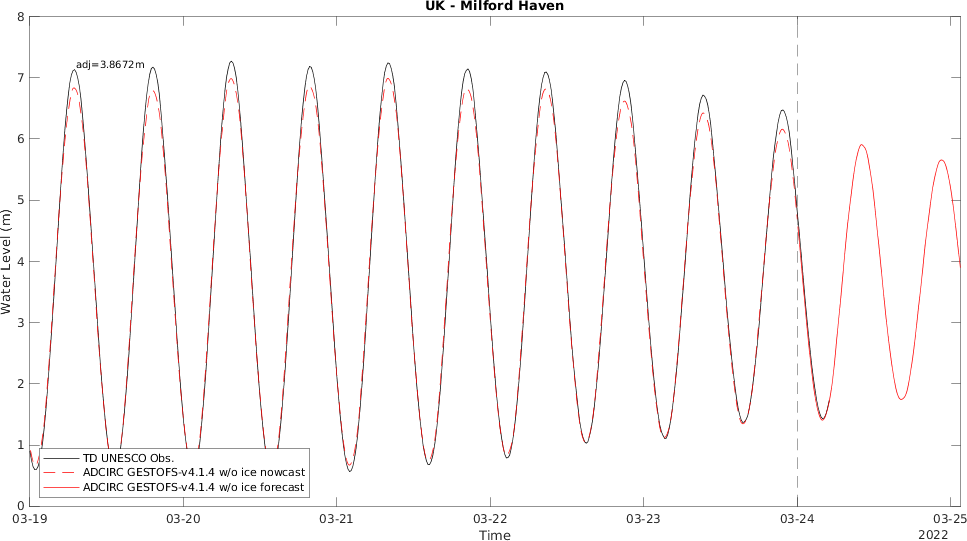 UK - Milford Haven
adj=3.8672m
Water Level (m)
8
7
6
5
4
3
2
1
0
TD UNESCO Obs.
ADCIRC GESTOFS-v4.1.4 w/o ice nowcast
ADCIRC GESTOFS-v4.1.4 w/o ice forecast
03-19 03-20 03-21 03-22 03-23 03-24 03-25
Time
2022